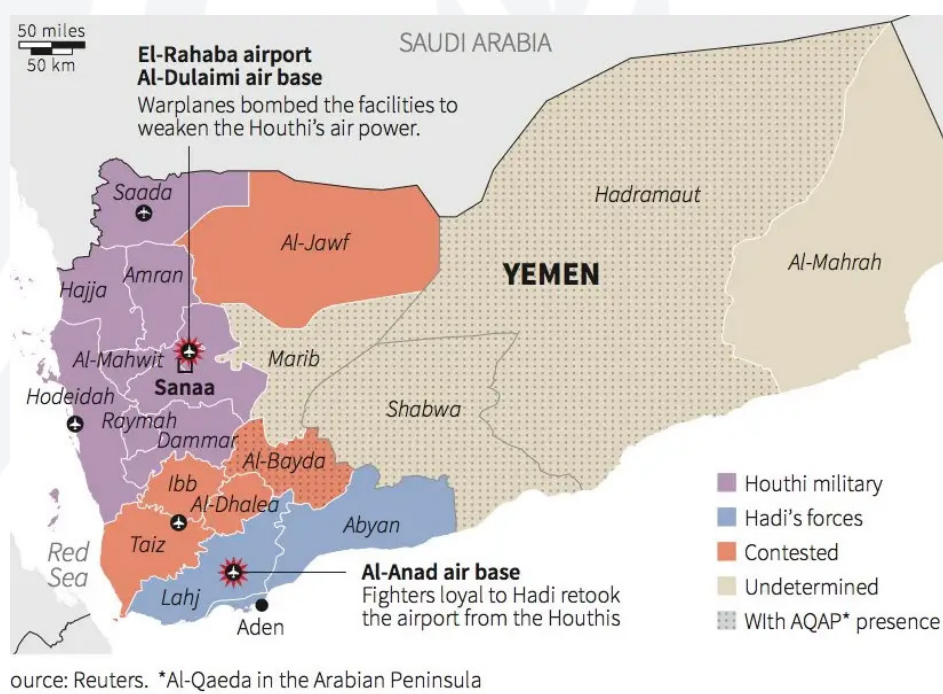 50 miles
50 km
SAUDI ARABIA
El-Rahaba airport
Al-Dulaimi air base
Warplanes bombed the facilities to
weaken the Houthi's air power.
Saada
Hadramaut
Al-Jawf
Al-Mahrah
YEMEN
Amran
Hajja
Al-Mahwit
Marib
Sanaa
Hodeidah
Raymah
Shabwa
Dammar
Al-Bayda
Ibb
Al-Dhalea
Abyan
Taiz
Red
Sea
Lahj
Aden
Al-Anad air base
Fighters loyal to Hadi retook
the airport from the Houthis
Houthi military
Hadi's forces
Contested
Undetermined
WIth AQAP* presence
ource: Reuters. *Al-Qaeda in the Arabian Peninsula